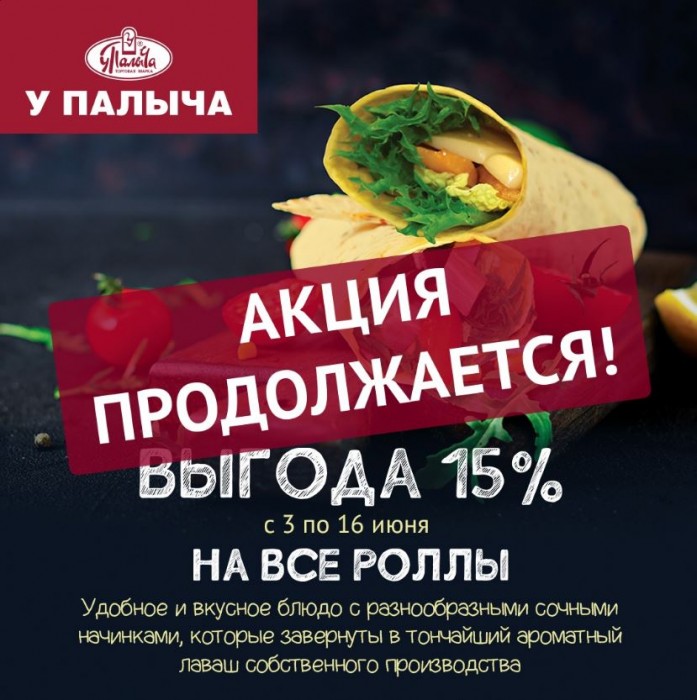 У Палыча®
ТОРГОВАЯ МАРКА
У ПАЛЫЧА
АКЦИЯ
ПРОДОЛЖАЕТСЯ!
ВЫГОДА 15%
с 3 по 16 июня
НА ВСЕ РОЛЛЫ
Удобное и вкусное блюдо с разнообразными сочными
начинками, которые завернуты в тончайший ароматный
лаваш собственного производства